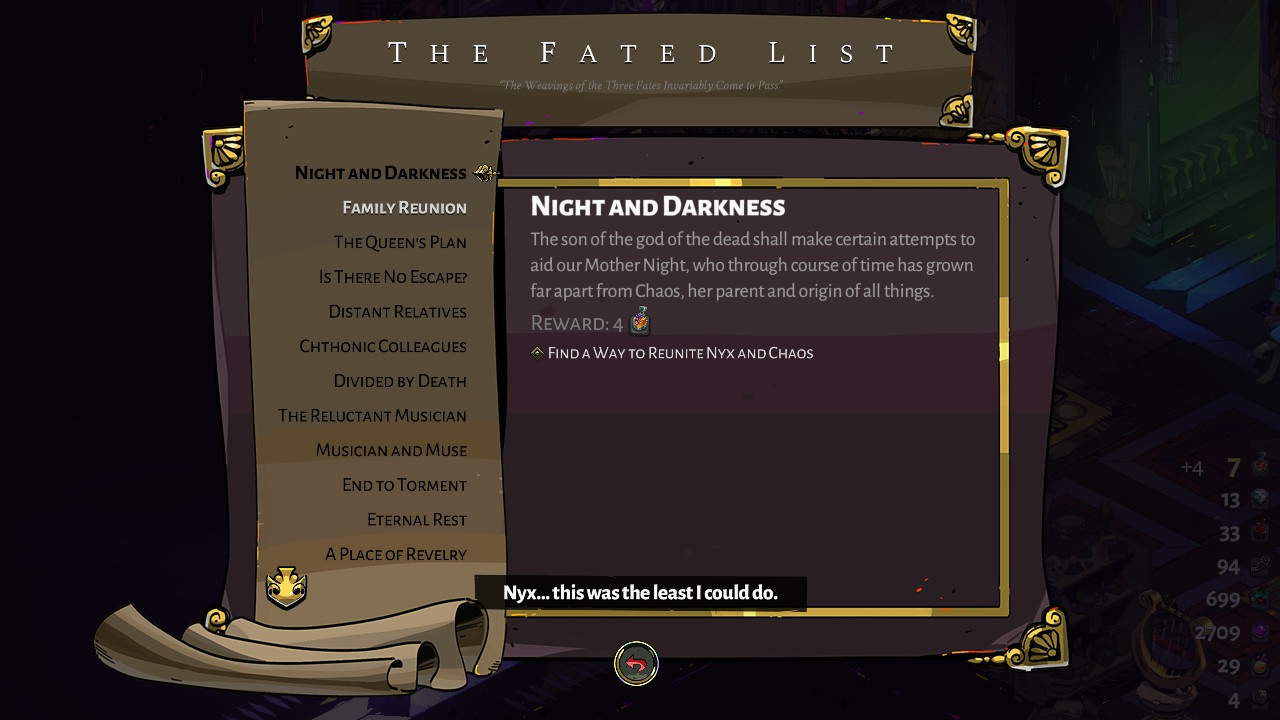 THE FATED LIST
"The Weavings of the Three Fates Invariably Come to Pass"
NIGHT AND DARKNESS
FAMILY REUNION
THE QUEEN'S PLAN
IS THERE NO ESCAPE?
DISTANT RELATIVES
CHTHONIC COLLEAGUES
DIVIDED BY DEATH
THE RELUCTANT MUSICIAN
MUSICIAN AND MUSE
END TO TORMENT
ETERNAL REST
A PLACE OF REVELRY
NIGHT AND DARKNESS
The son of the god of the dead shall make certain attempts to
aid our Mother Night, who through course of time has grown
far apart from Chaos, her parent and origin of all things.
REWARD: 4
FIND A WAY TO REUNITE NYX AND CHAOS
Nyx... this was the least I could do.
+4 7
13
33
94
699
2709
29
4